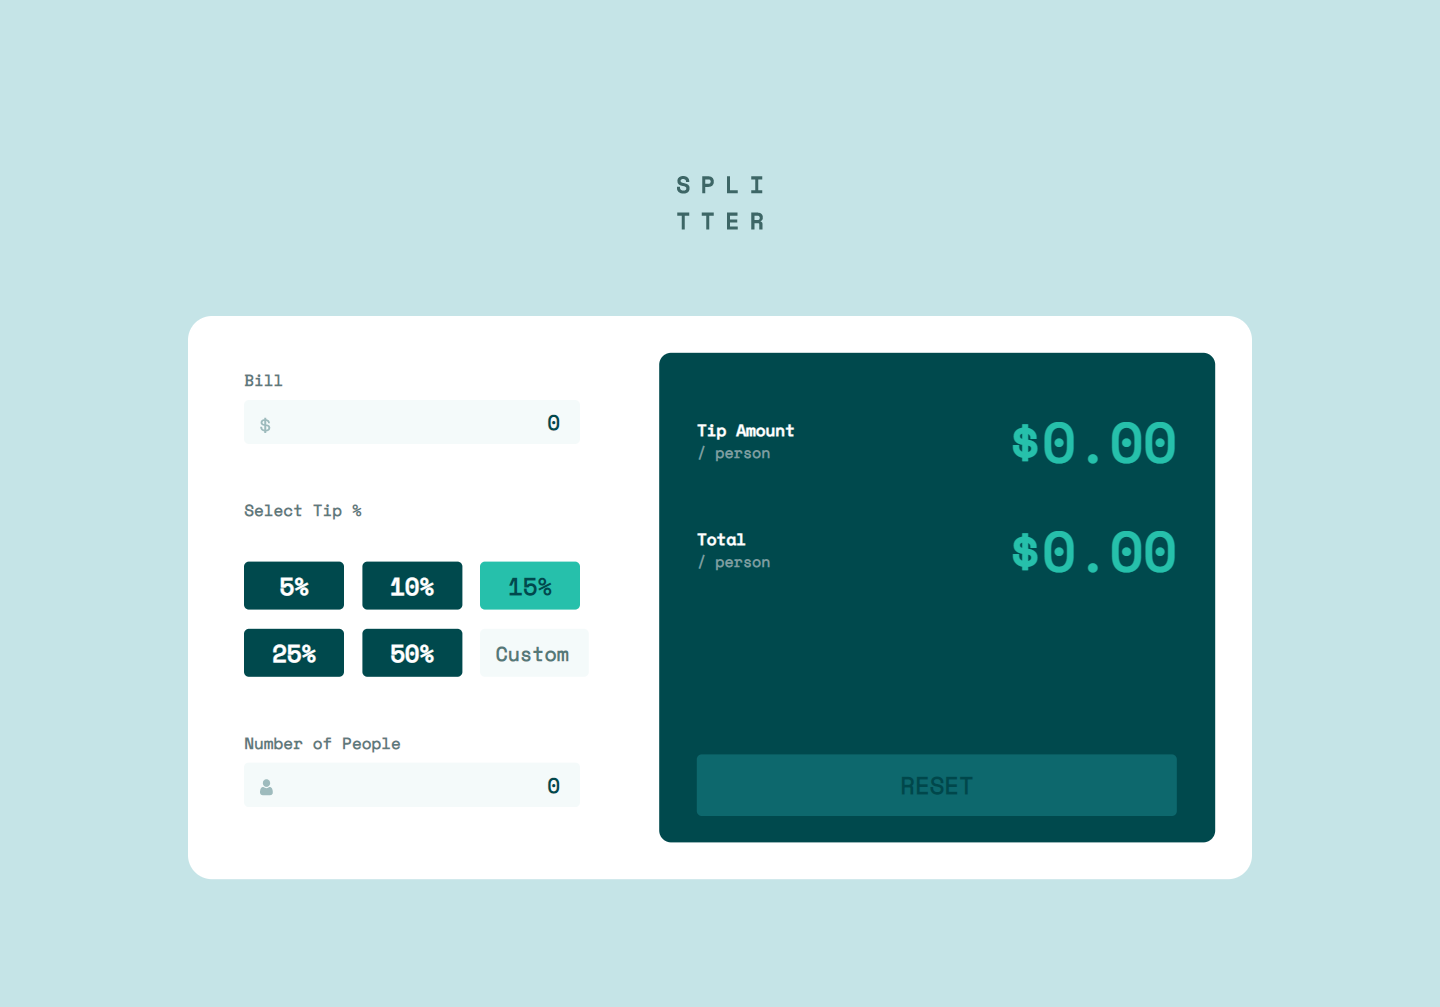 SPLI
TTER
Bill
$ 0
Select Tip %
5% 10% 15%
25% 50% Custom
Number of People
0
Tip Amount
/ person
$0.00
Total
/ person
$0.00
RESET